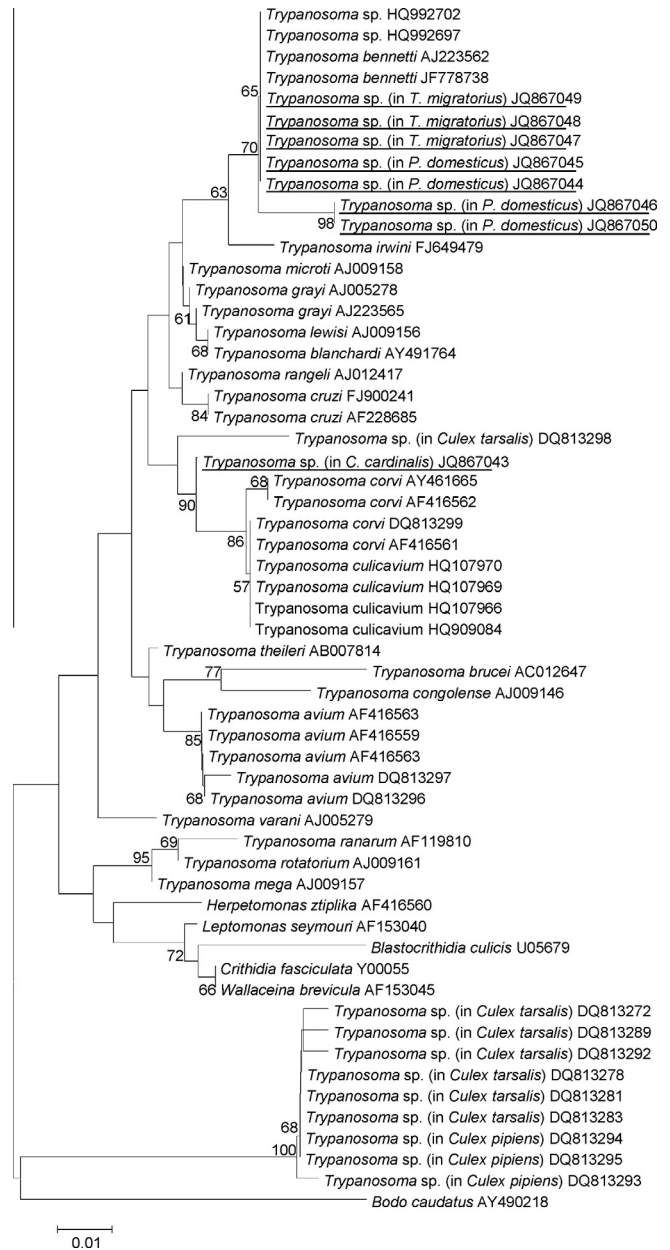 Trypanosoma sp. HQ992702
Trypanosoma sp. HQ992697
Trypanosoma bennetti AJ223562
Trypanosoma bennetti JF778738
65
Trypanosoma sp. (in T. migratorius) JQ867049
Trypanosoma sp. (in T. migratorius) JQ867048
Trypanosoma sp. (in T. migratorius) JQ867047
70
Trypanosoma sp. (in P. domesticus) JQ867045
Trypanosoma sp. (in P. domesticus) JQ867044
63
Trypanosoma sp. (in P. domesticus) JQ867046
98
Trypanosoma sp. (in P. domesticus) JQ867050
Trypanosoma irwini FJ649479
Trypanosoma microti AJ009158
Trypanosoma grayi AJ005278
61
Trypanosoma grayi AJ223565
Trypanosoma lewisi AJ009156
68
Trypanosoma blanchardi AY491764
Trypanosoma rangeli AJ012417
Trypanosoma cruzi FJ900241
84
Trypanosoma cruzi AF228685
Trypanosoma sp. (in Culex tarsalis) DQ813298
Trypanosoma sp. (in C. cardinalis) JQ867043
68
Trypanosoma corvi AY461665
90
Trypanosoma corvi AF416562
Trypanosoma corvi DQ813299
86
Trypanosoma corvi AF416561
Trypanosoma culicavium HQ107970
57
Trypanosoma culicavium HQ107969
Trypanosoma culicavium HQ107966
Trypanosoma culicavium HQ909084
Trypanosoma theileri AB007814
77
Trypanosoma brucei AC012647
Trypanosoma congolense AJ009146
Trypanosoma avium AF416563
85
Trypanosoma avium AF416559
Trypanosoma avium AF416563
Trypanosoma avium DQ813297
68
Trypanosoma avium DQ813296
Trypanosoma varani AJ005279
69
Trypanosoma ranarum AF119810
95
Trypanosoma rotatorium AJ009161
Trypanosoma mega AJ009157
Herpetomonas ztiplika AF416560
Leptomonas seymouri AF153040
72
Blastocrithidia culicis U05679
Crithidia fasciculata Y00055
66
Wallaceina brevicula AF153045
Trypanosoma sp. (in Culex tarsalis) DQ813272
Trypanosoma sp. (in Culex tarsalis) DQ813289
Trypanosoma sp. (in Culex tarsalis) DQ813292
Trypanosoma sp. (in Culex tarsalis) DQ813278
Trypanosoma sp. (in Culex tarsalis) DQ813281
Trypanosoma sp. (in Culex tarsalis) DQ813283
68
Trypanosoma sp. (in Culex pipiens) DQ813294
100
Trypanosoma sp. (in Culex pipiens) DQ813295
Trypanosoma sp. (in Culex pipiens) DQ813293
Bodo caudatus AY490218
0.01